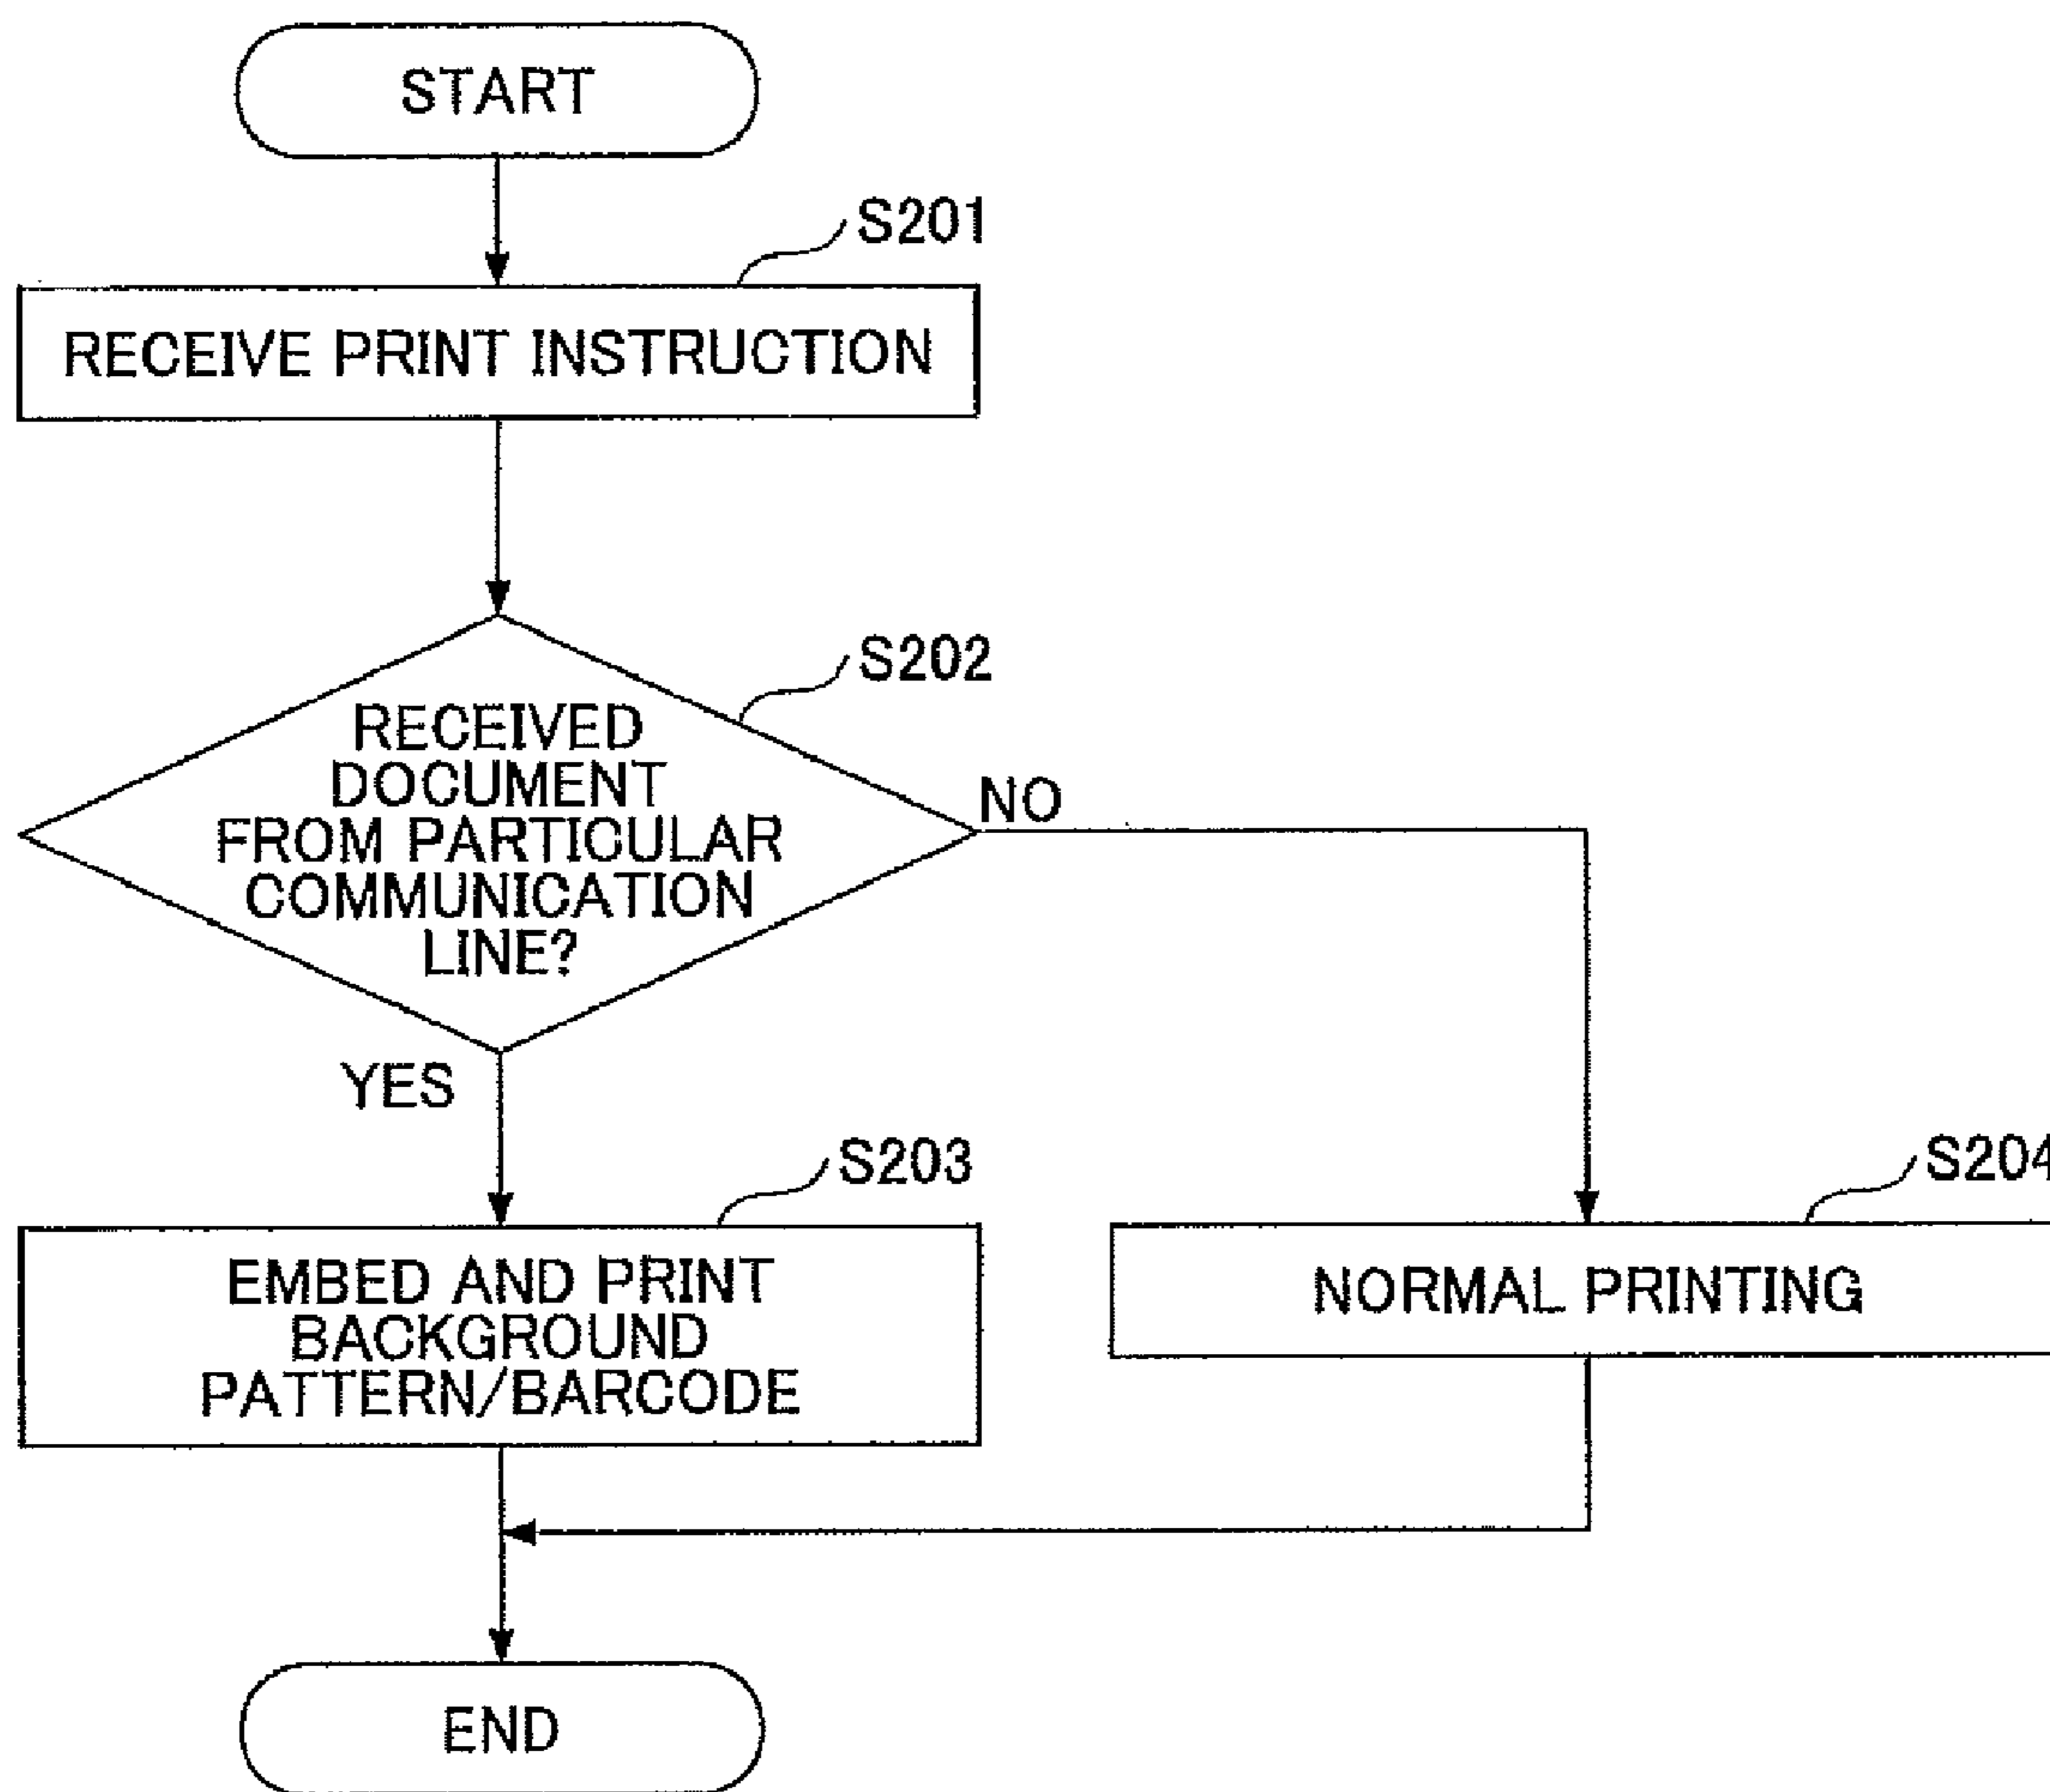 START
S201
RECEIVE PRINT INSTRUCTION
S202
RECEIVED
DOCUMENT
FROM PARTICULAR
COMMUNICATION
LINE?
NO
YES
S203
EMBED AND PRINT
BACKGROUND
PATTERN/BARCODE
S204
NORMAL PRINTING
END